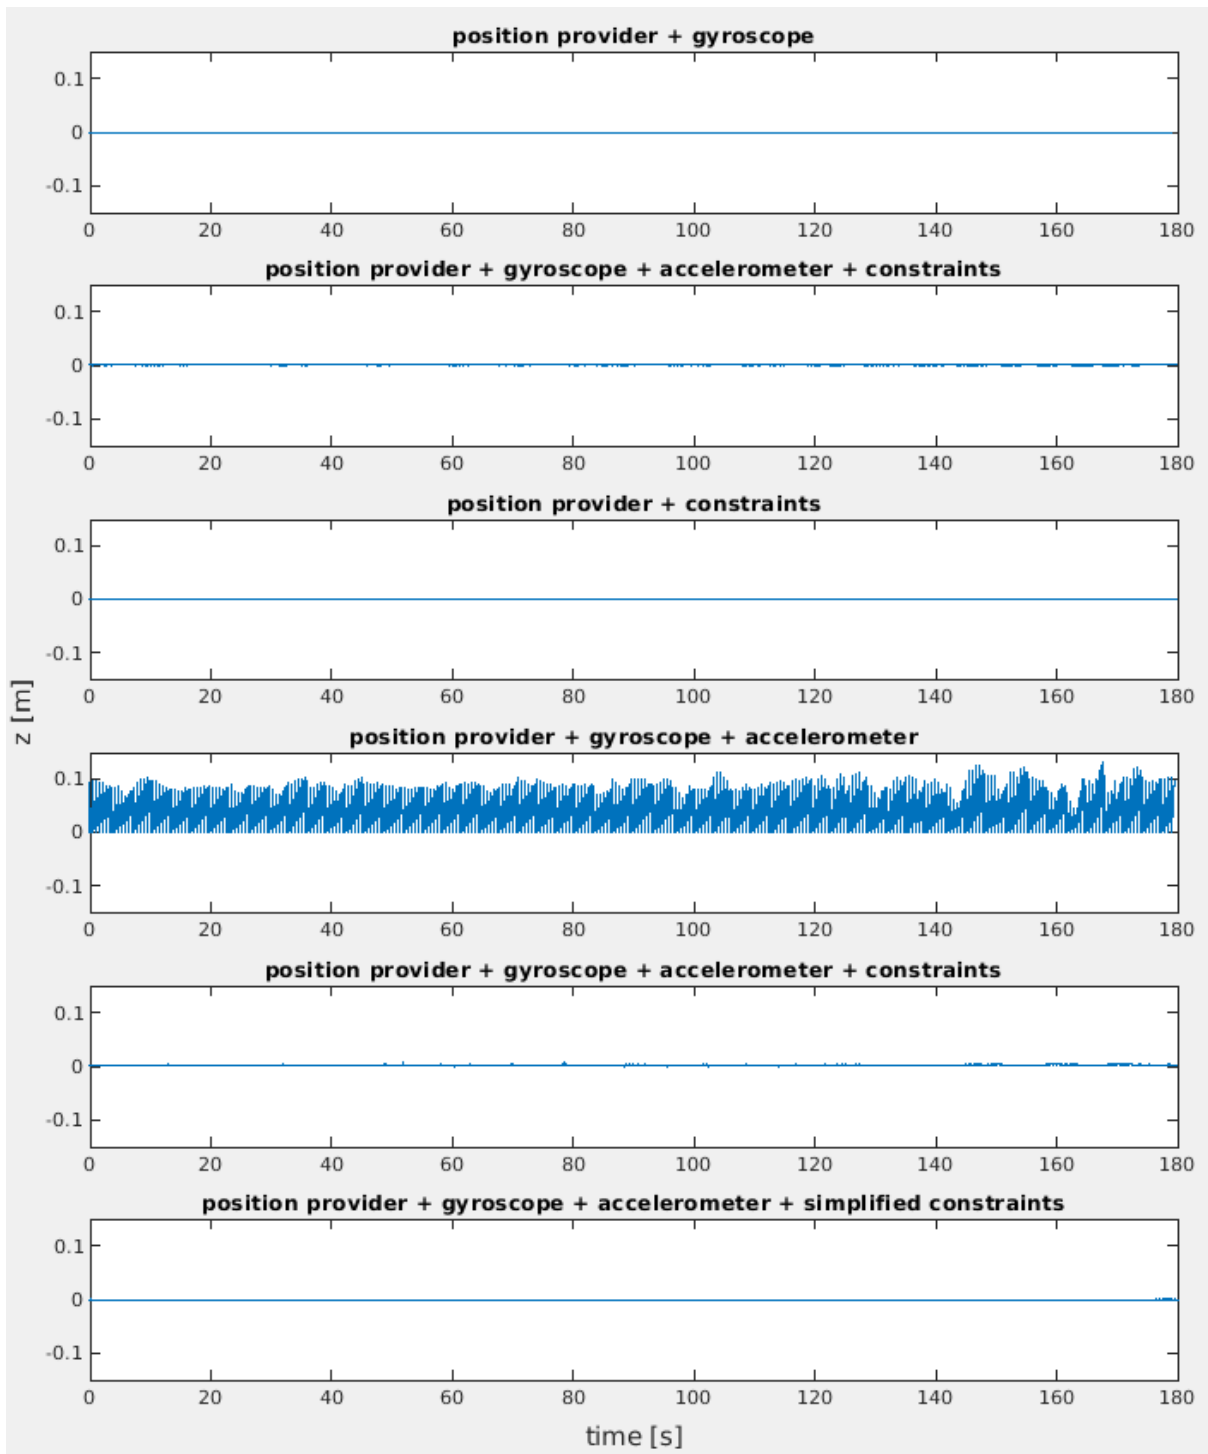 position provider + gyroscope
0.1
0
-0.1
0 20 40 60 80 100 120 140 160 180
position provider + gyroscope + accelerometer + constraints
0.1
0
-0.1
0 20 40 60 80 100 120 140 160 180
position provider + constraints
0.1
0
-0.1
0 20 40 60 80 100 120 140 160 180
z [m]
position provider + gyroscope + accelerometer
0.1
0
-0.1
0 20 40 60 80 100 120 140 160 180
position provider + gyroscope + accelerometer + constraints
0.1
0
-0.1
0 20 40 60 80 100 120 140 160 180
position provider + gyroscope + accelerometer + simplified constraints
0.1
0
-0.1
0 20 40 60 80 100 120 140 160 180
time [s]